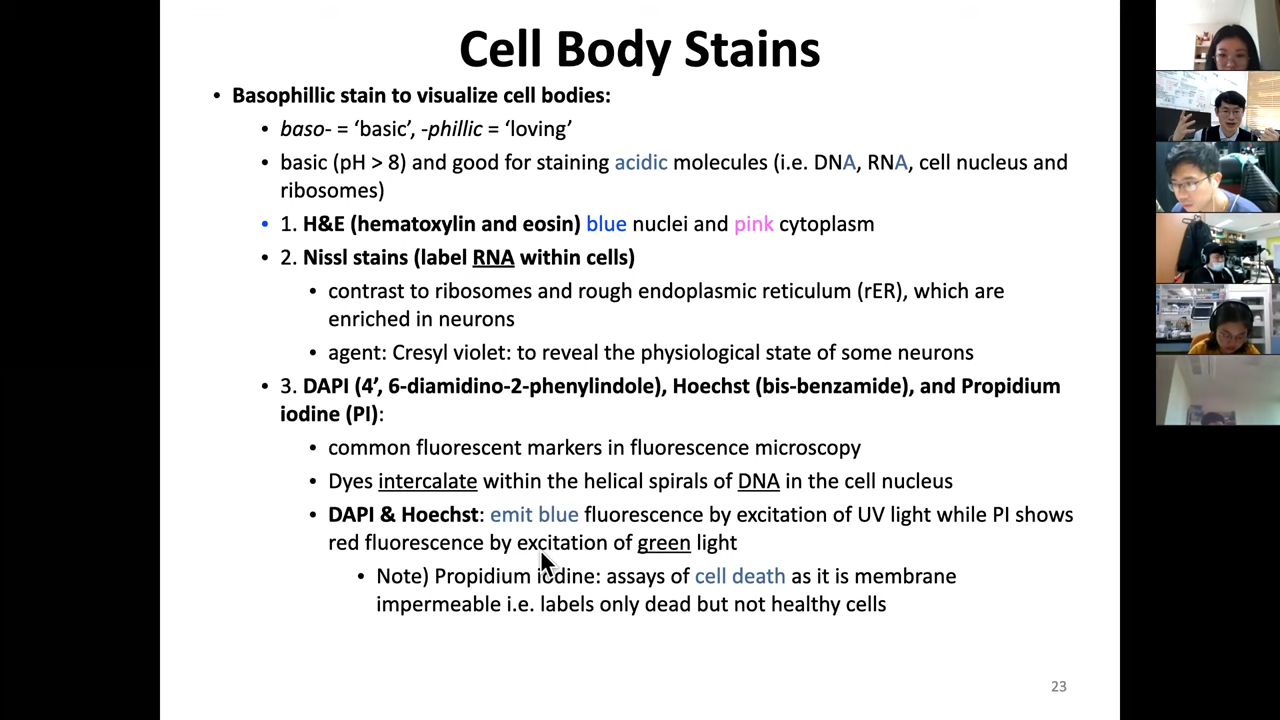 Cell Body Stains
• Basophillic stain to visualize cell bodies:
• baso- = ‘basic’, -phillic = ‘loving’
• basic (pH > 8) and good for staining acidic molecules (i.e. DNA, RNA, cell nucleus and
ribosomes)
• 1. H&E (hematoxylin and eosin) blue nuclei and pink cytoplasm
• 2. Nissl stains (label RNA within cells)
• contrast to ribosomes and rough endoplasmic reticulum (rER), which are
enriched in neurons
• agent: Cresyl violet: to reveal the physiological state of some neurons
• 3. DAPI (4’, 6-diamidino-2-phenylindole), Hoechst (bis-benzamide), and Propidium
iodine (PI):
• common fluorescent markers in fluorescence microscopy
• Dyes intercalate within the helical spirals of DNA in the cell nucleus
• DAPI & Hoechst: emit blue fluorescence by excitation of UV light while PI shows
red fluorescence by excitation of green light
• Note) Propidium iodine: assays of cell death as it is membrane
impermeable i.e. labels only dead but not healthy cells
23